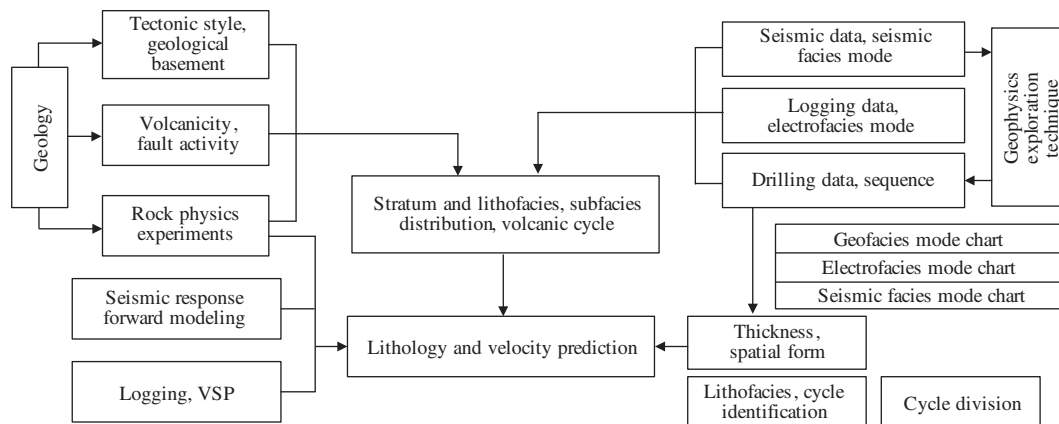 Geology
Tectonic style,
geological
basement
Volcanicity,
fault activity
Rock physics
experiments
Seismic response
forward modeling
Logging, VSP
Stratum and lithofacies, subfacies
distribution, volcanic cycle
Lithology and velocity prediction
Seismic data, seismic
facies mode
Logging data,
electrofacies mode
Drilling data, sequence
Geophysics
exploration
technique
Geofacies mode chart
Electrofacies mode chart
Seismic facies mode chart
Thickness,
spatial form
Lithofacies, cycle
identification
Cycle division